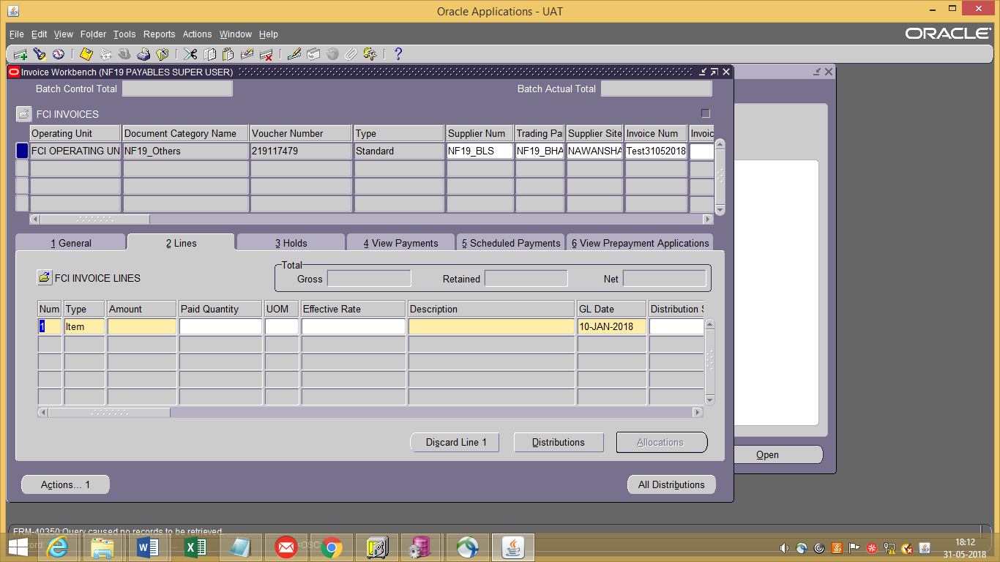 Oracle Applications - UAT
File Edit View Folder Tools Reports Actions Window Help
ORACLE
Invoice Workbench (NF19 PAYABLES SUPER USER)
Batch Control Total
Batch Actual Total
FCI INVOICES
Operating Unit Document Category Name Voucher Number Type Supplier Num Trading Pa Supplier Site Invoice Num Invoic
FCI OPERATING UN NF19_Others 219117479 Standard NF19_BLS NF19_BHA NAWANSHA Test31052018
1 General 2 Lines 3 Holds 4 View Payments 5 Scheduled Payments 6 View Prepayment Applications
Total
FCI INVOICE LINES
Gross Retained Net
Num Type Amount Paid Quantity UOM Effective Rate Description GL Date Distribution S
1 Item 10-JAN-2018
Discard Line 1 Distributions Allocations
Open
Actions... 1 All Distributions
FRM-40350:Query caused no records to be retrieved.
<OSC>
18:12
31-05-2018